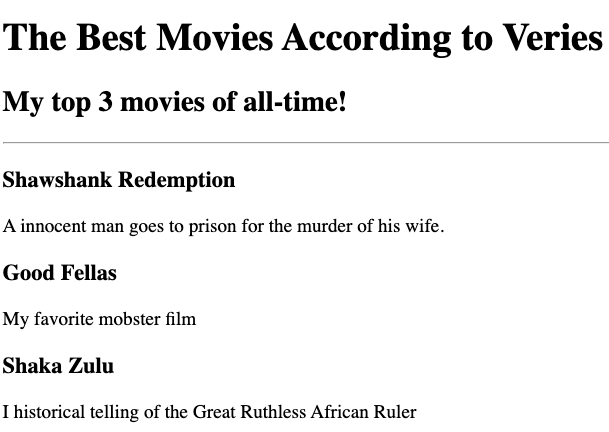 The Best Movies According to Veries
My top 3 movies of all-time!
Shawshank Redemption
A innocent man goes to prison for the murder of his wife.
Good Fellas
My favorite mobster film
Shaka Zulu
I historical telling of the Great Ruthless African Ruler